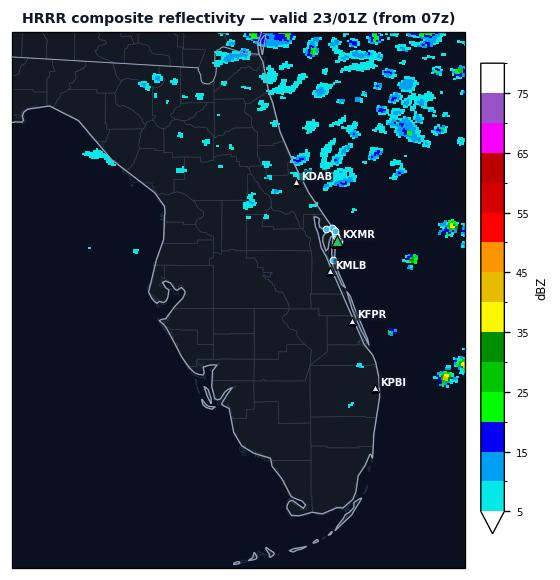 HRRR composite reflectivity — valid 23/01Z (from 07z)
KDAB
KXMR
KMLB
KFPR
KPBI
75
65
55
45
35
25
15
5
dBZ